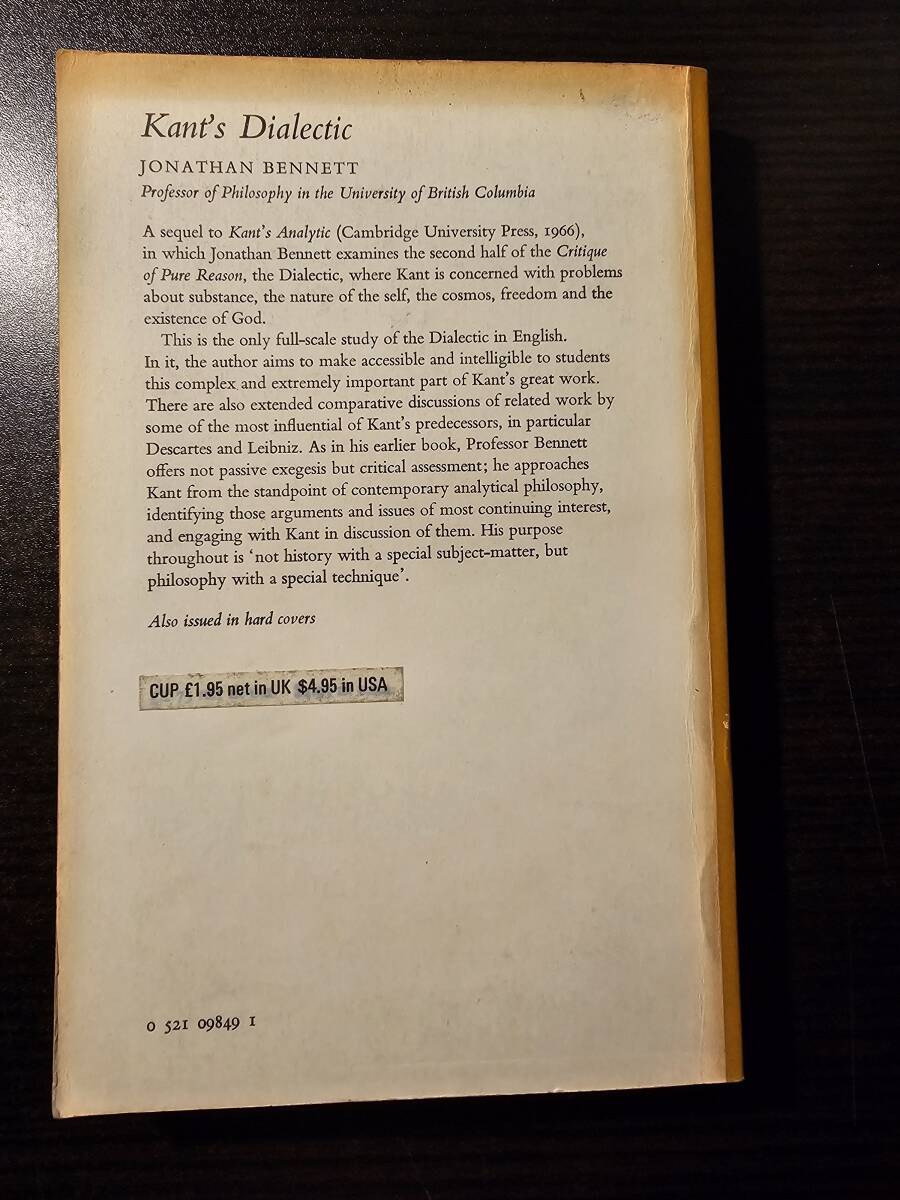 Kant's Dialectic
JONATHAN BENNETT
Professor of Philosophy in the University of British Columbia
A sequel to Kant's Analytic (Cambridge University Press, 1966),
in which Jonathan Bennett examines the second half of the Critique
of Pure Reason, the Dialectic, where Kant is concerned with problems
about substance, the nature of the self, the cosmos, freedom and the
existence of God.
This is the only full-scale study of the Dialectic in English.
In it, the author aims to make accessible and intelligible to students
this complex and extremely important part of Kant's great work.
There are also extended comparative discussions of related work by
some of the most influential of Kant's predecessors, in particular
Descartes and Leibniz. As in his earlier book, Professor Bennett
offers not passive exegesis but critical assessment; he approaches
Kant from the standpoint of contemporary analytical philosophy,
identifying those arguments and issues of most continuing interest,
and engaging with Kant in discussion of them. His purpose
throughout is ‘not history with a special subject-matter, but
philosophy with a special technique’.
Also issued in hard covers
CUP £1.95 net in UK $4.95 in USA
0 521 09849 1